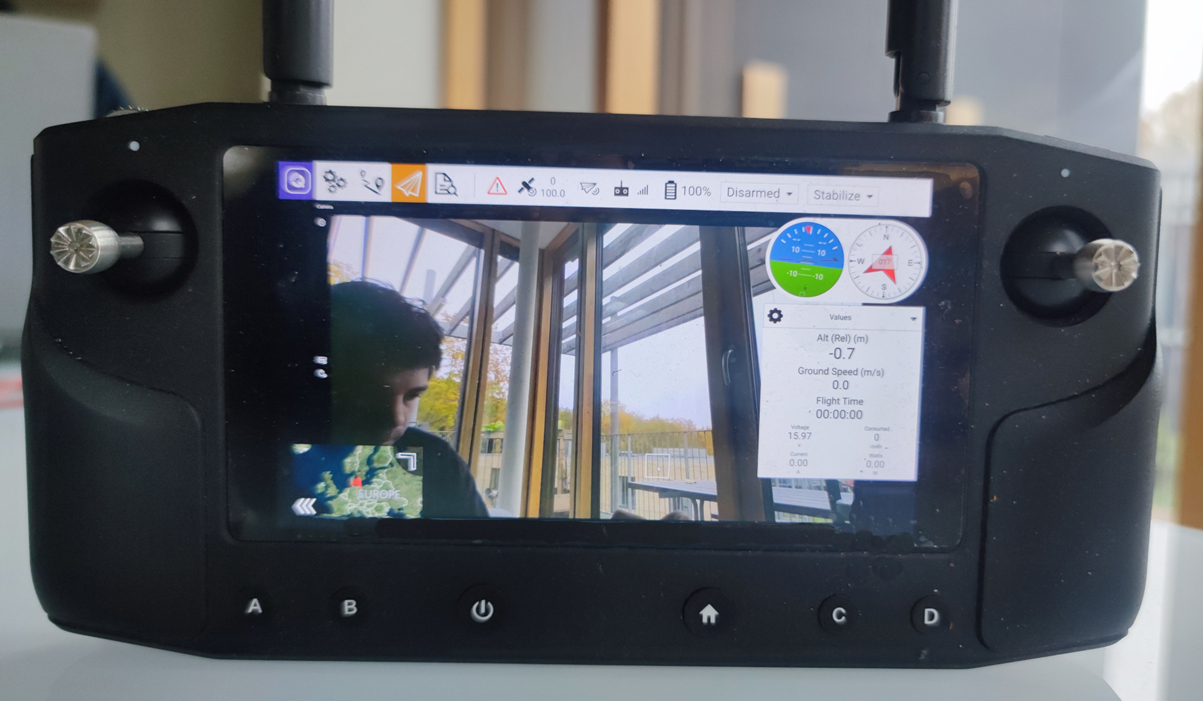 0
100.0
100%
Disarmed
Stabilize
10 10
-10 -10
N
W E
S
017
Values
Alt (Rel) (m)
-0.7
Ground Speed (m/s)
0.0
Flight Time
00:00:00
Voltage Consumed
15.97 0
Current Watts
0.00 0.00
EUROPE
A B C D